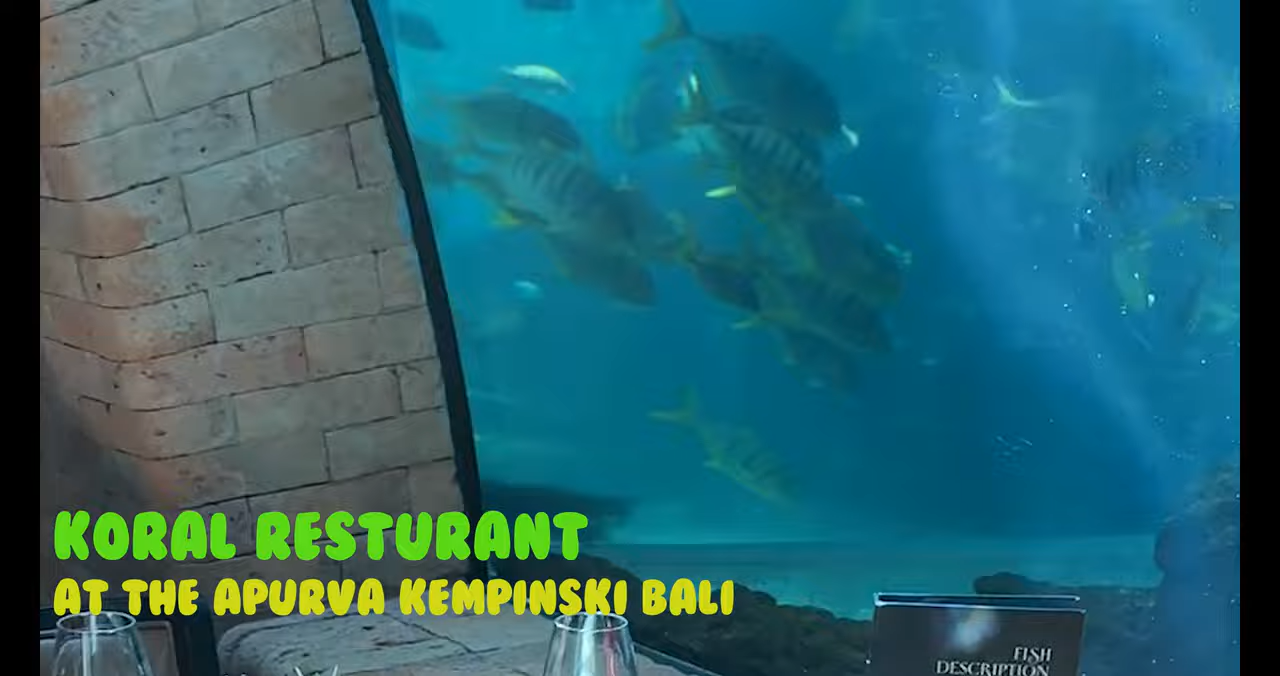 KORAL RESTURANT
AT THE APURVA KEMPINSKI BALI
FISH
DESCRIPTION